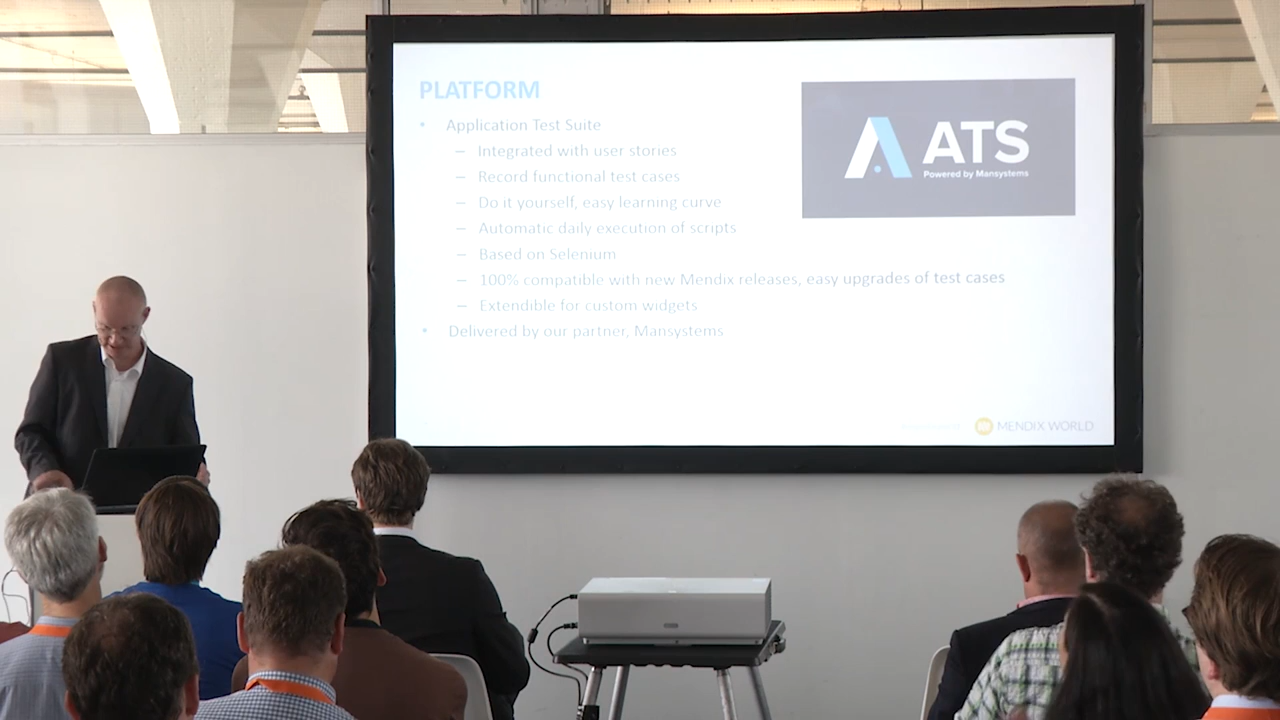 PLATFORM
• Application Test Suite
– Integrated with user stories
– Record functional test cases
– Do it yourself, easy learning curve
– Automatic daily execution of scripts
– Based on Selenium
– 100% compatible with new Mendix releases, easy upgrades of test cases
– Extendible for custom widgets
• Delivered by our partner, Mansystems
ATS
Powered by Mansystems
MENDIX WORLD